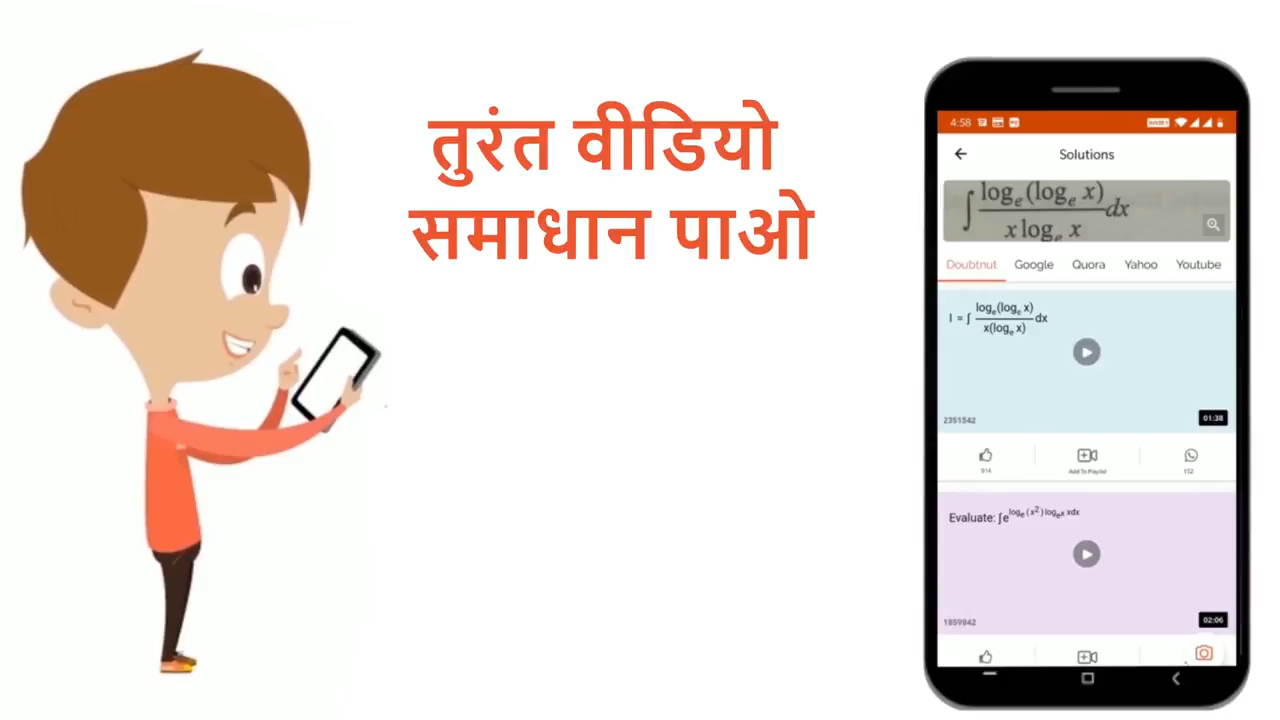 तुरंत वीडियो
समाधान पाओ
4:58
Solutions
∫ logₑ(logₑ x) / x logₑ x dx
Doubtnut Google Quora Yahoo Youtube
I = ∫ logₑ(logₑ x) / x(logₑ x) dx
2351542 01:38
914 Add To Playlist 152
Evaluate: ∫e^logₑ(x²)logₑx xdx
1859842 02:06